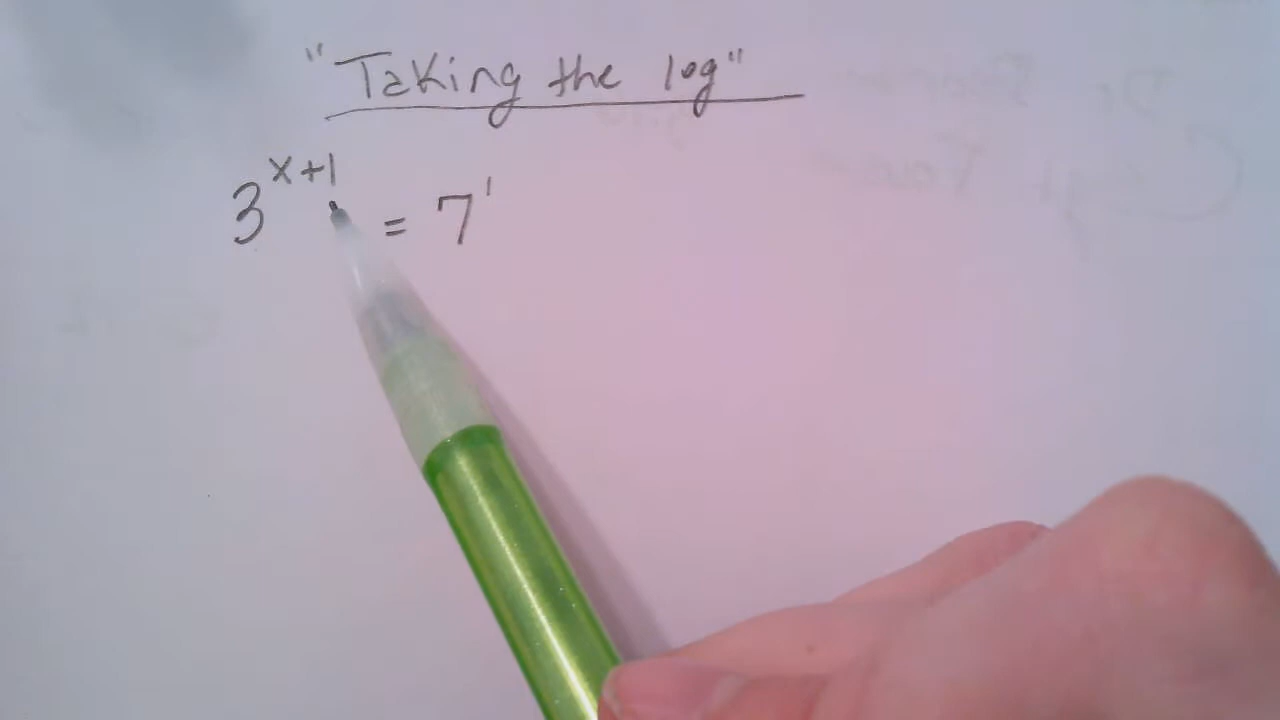 "Taking the log"
3^{x+1} = 7^1